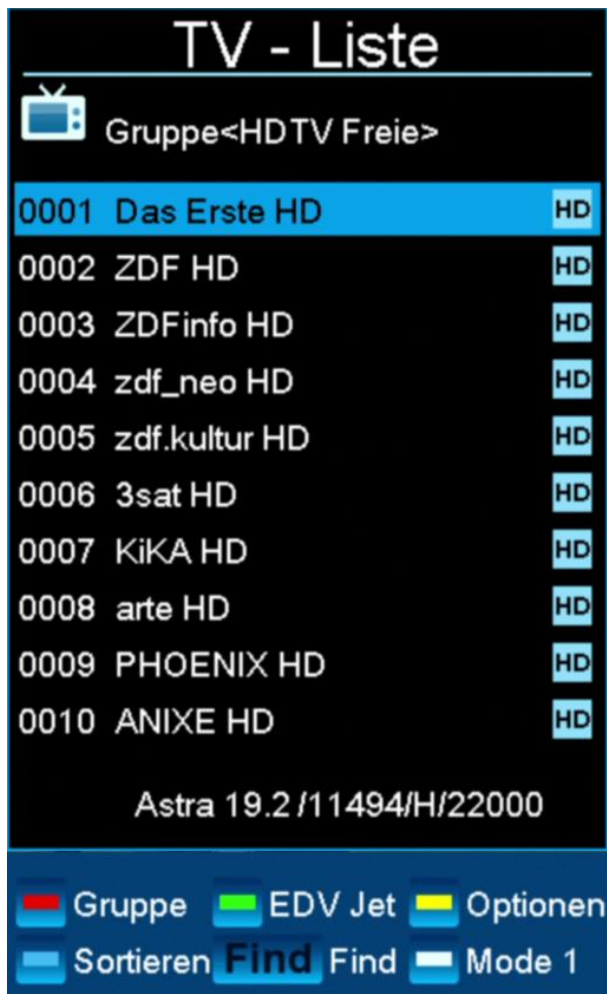 TV - Liste
Gruppe<HDTV Freie>
0001 Das Erste HD HD
0002 ZDF HD HD
0003 ZDFinfo HD HD
0004 zdf_neo HD HD
0005 zdf.kultur HD HD
0006 3sat HD HD
0007 KiKA HD HD
0008 arte HD HD
0009 PHOENIX HD HD
0010 ANIXE HD HD
Astra 19.2 /11494/H/22000
Gruppe EDV Jet Optionen
Sortieren Find Find Mode 1